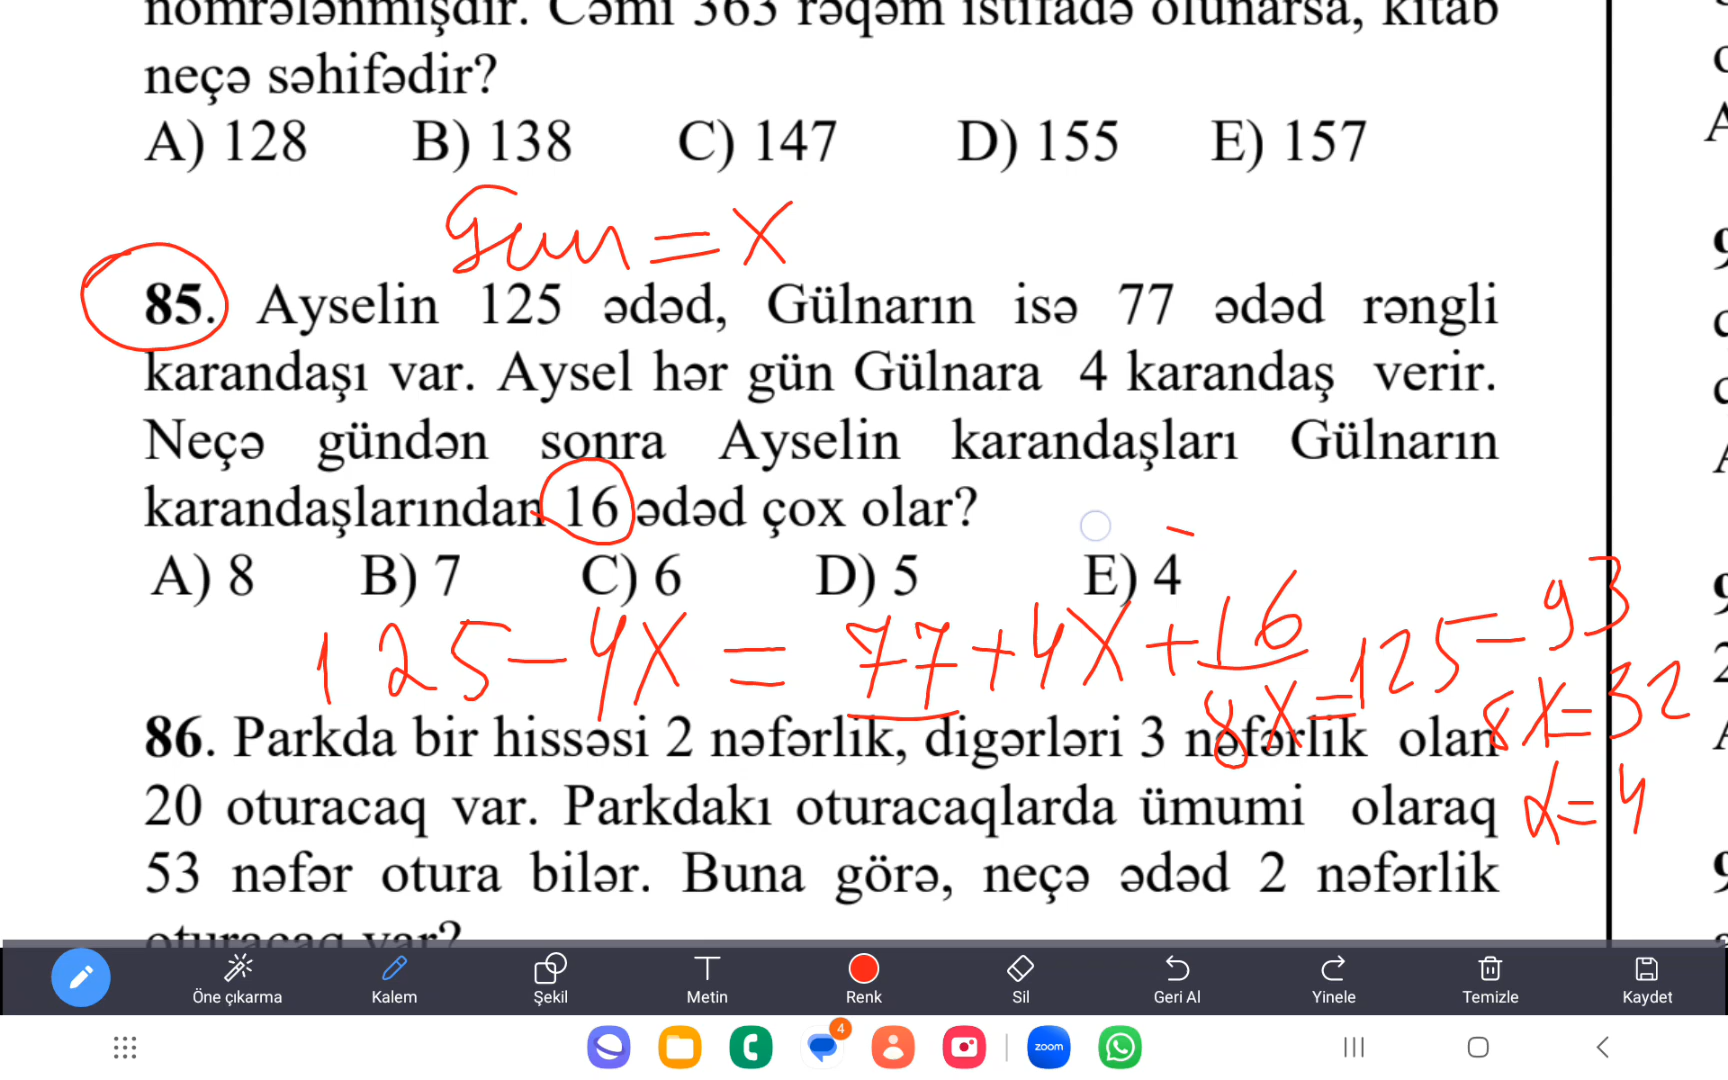 nömrələnmişdir. Cəmi 363 rəqəm istifadə olunarsa, kitab
neçə səhifədir?
A) 128 B) 138 C) 147 D) 155 E) 157
gün = x
85. Ayselin 125 ədəd, Gülnarın isə 77 ədəd rəngli
karandaşı var. Aysel hər gün Gülnara 4 karandaş verir.
Neçə gündən sonra Ayselin karandaşları Gülnarın
karandaşlarından 16 ədəd çox olar?
A) 8 B) 7 C) 6 D) 5 E) 4
125 - 4x = 77 + 4x + 16
8x = 125 - 93
8x = 32
x = 4
86. Parkda bir hissəsi 2 nəfərlik, digərləri 3 nəfərlik olan
20 oturacaq var. Parkdakı oturacaqlarda ümumi olaraq
53 nəfər otura bilər. Buna görə, neçə ədəd 2 nəfərlik
oturacaq var?
Öne çıkarma Kalem Şekil Metin Renk Sil Geri Al Yinele Temizle Kaydet
4
zoom